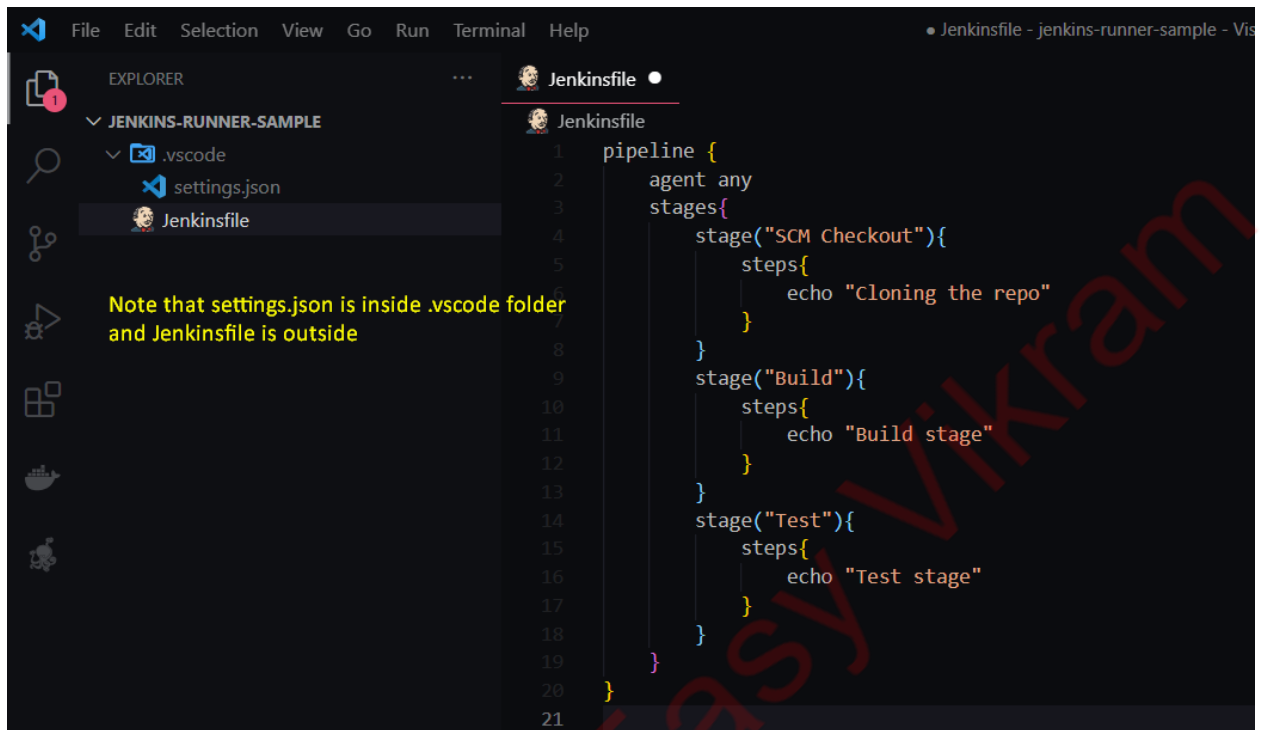 File Edit Selection View Go Run Terminal Help ● Jenkinsfile - jenkins-runner-sample - Vis
EXPLORER ···
1
JENKINS-RUNNER-SAMPLE
.vscode
settings.json
Jenkinsfile
Note that settings.json is inside .vscode folder
and Jenkinsfile is outside
Jenkinsfile ●
Jenkinsfile
1 pipeline {
2     agent any
3     stages{
4         stage("SCM Checkout"){
5             steps{
6                 echo "Cloning the repo"
7             }
8         }
9         stage("Build"){
10             steps{
11                 echo "Build stage"
12             }
13         }
14         stage("Test"){
15             steps{
16                 echo "Test stage"
17             }
18         }
19     }
20 }
21
asy Vikram